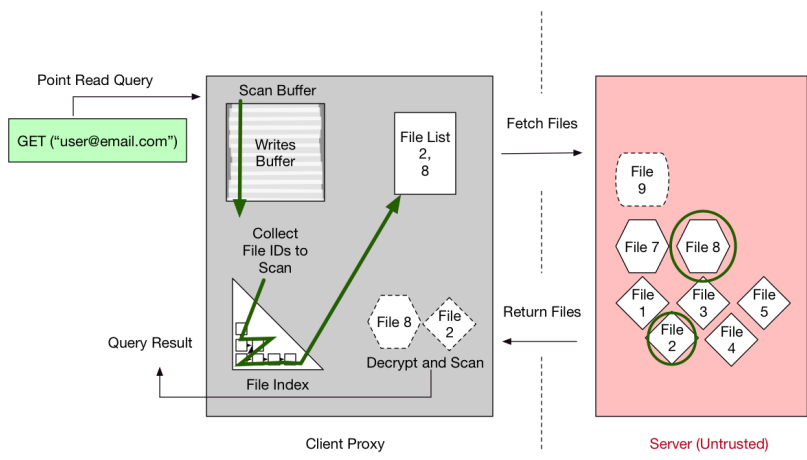 Point Read Query
GET (“user@email.com”)
Scan Buffer
Writes
Buffer
File List
2,
8
Collect
File IDs to
Scan
File Index
File 8
File
2
Decrypt and Scan
Query Result
Client Proxy
Fetch Files
Return Files
File
9
File 7
File 8
File
1
File
3
File
5
File
2
File
4
Server (Untrusted)